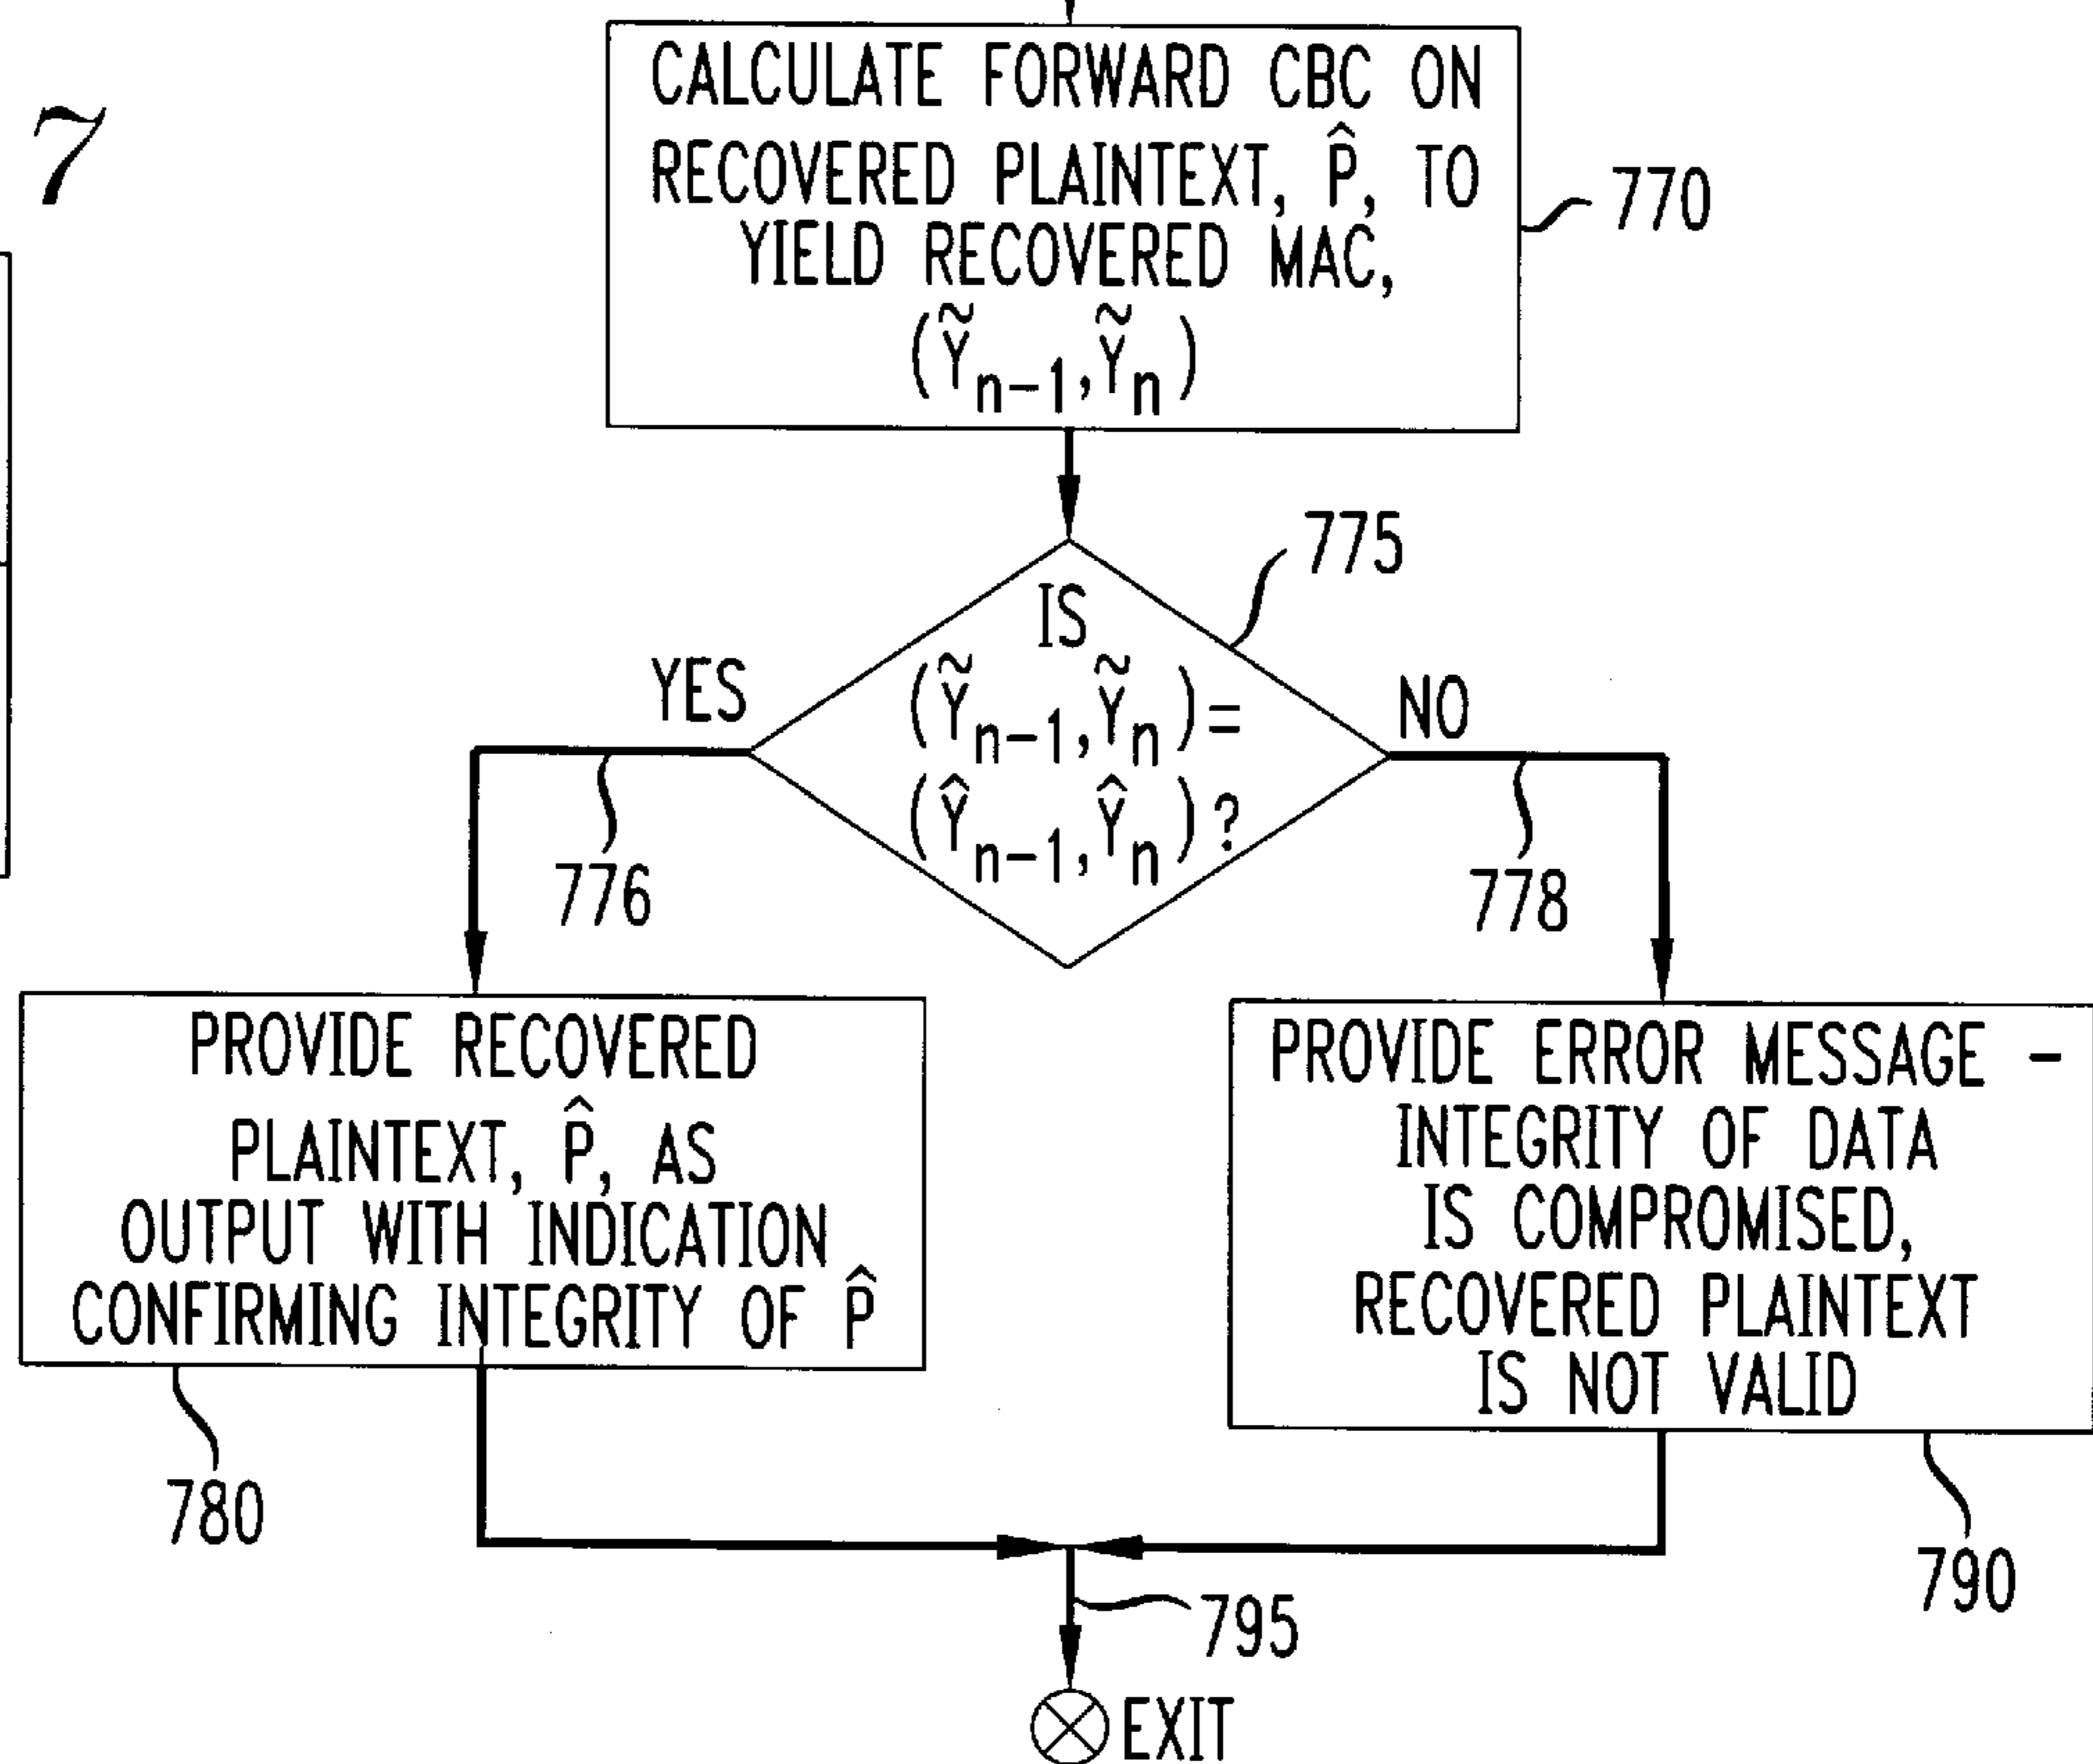 7
CALCULATE FORWARD CBC ON
RECOVERED PLAINTEXT, P̂, TO
YIELD RECOVERED MAC,
(Ỹn-1,Ỹn)
770
775
IS
(Ỹn-1,Ỹn)=
(Ŷn-1,Ŷn)?
YES
NO
776
778
PROVIDE RECOVERED
PLAINTEXT, P̂, AS
OUTPUT WITH INDICATION
CONFIRMING INTEGRITY OF P̂
PROVIDE ERROR MESSAGE -
INTEGRITY OF DATA
IS COMPROMISED,
RECOVERED PLAINTEXT
IS NOT VALID
780
790
795
EXIT